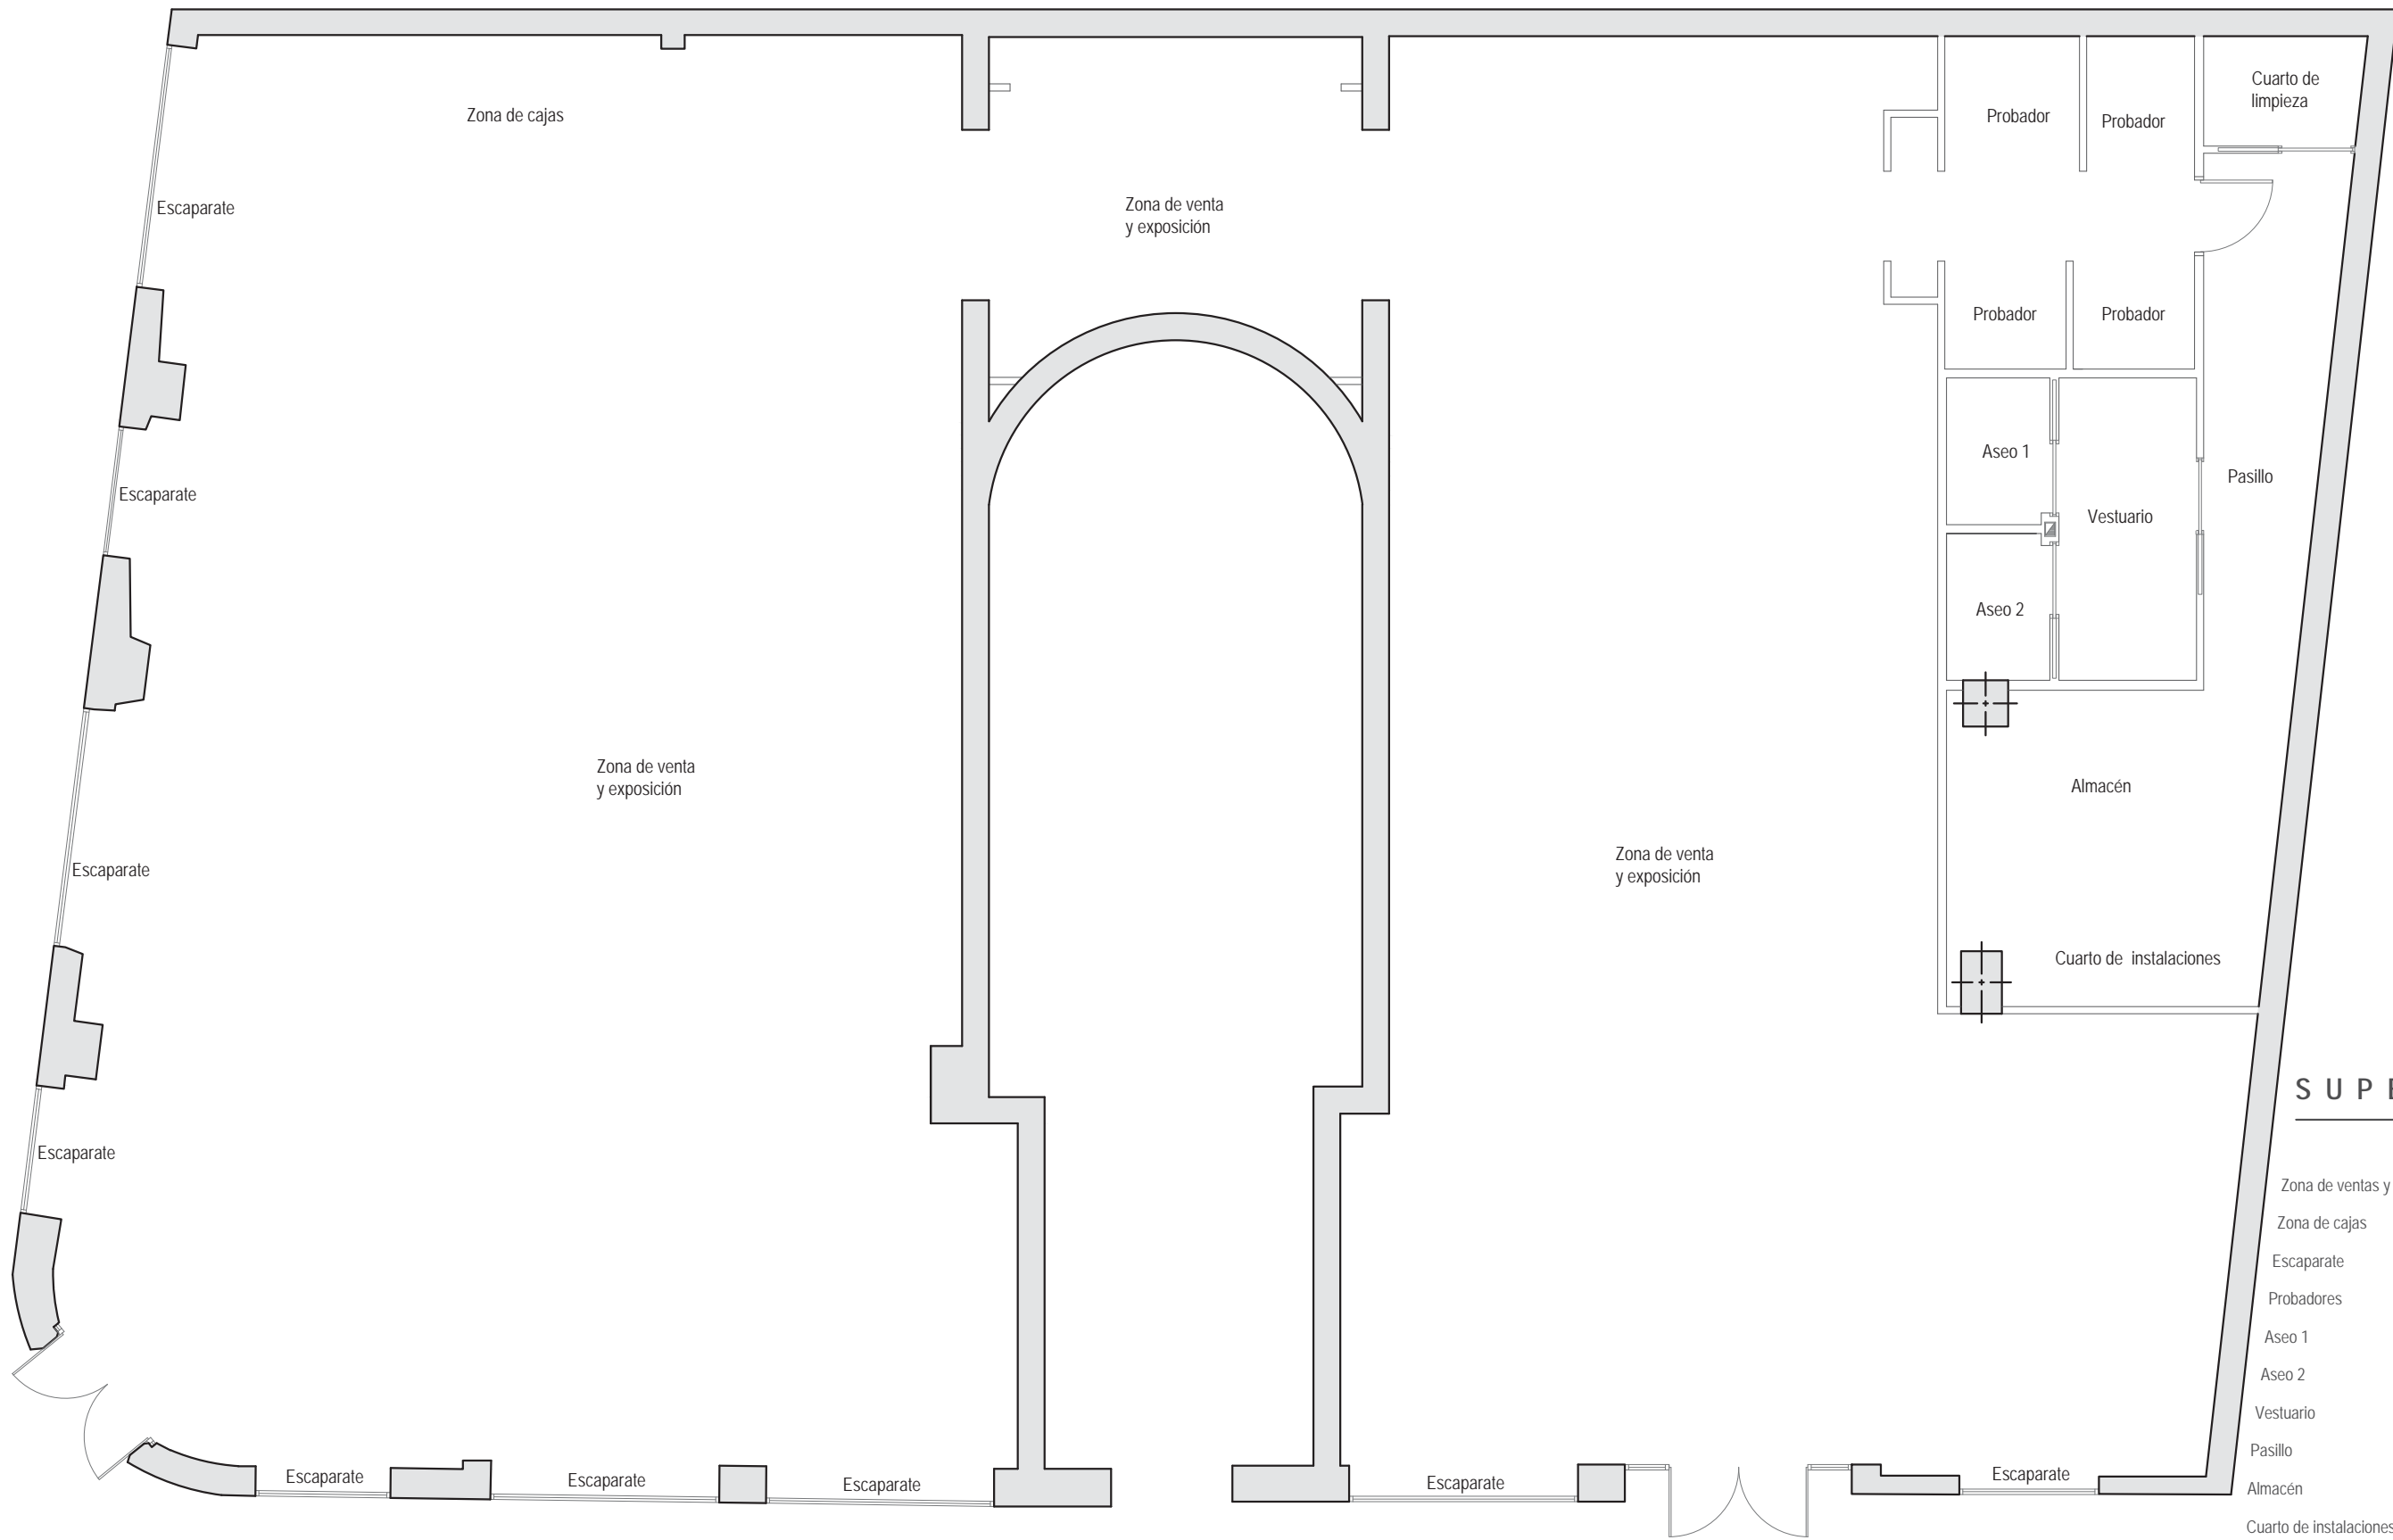 Zona de cajas
Cuarto de
limpieza
Probador
Probador
Escaparate
Zona de venta
y exposición
Probador
Probador
Aseo 1
Pasillo
Escaparate
Vestuario
Aseo 2
Zona de venta
y exposición
Almacén
Zona de venta
y exposición
Escaparate
Cuarto de instalaciones
Escaparate
Escaparate
Escaparate
Escaparate
Escaparate
Escaparate
Zona de ventas y
Zona de cajas
Escaparate
Probadores
Aseo 1
Aseo 2
Vestuario
Pasillo
Almacén
Cuarto de instalaciones